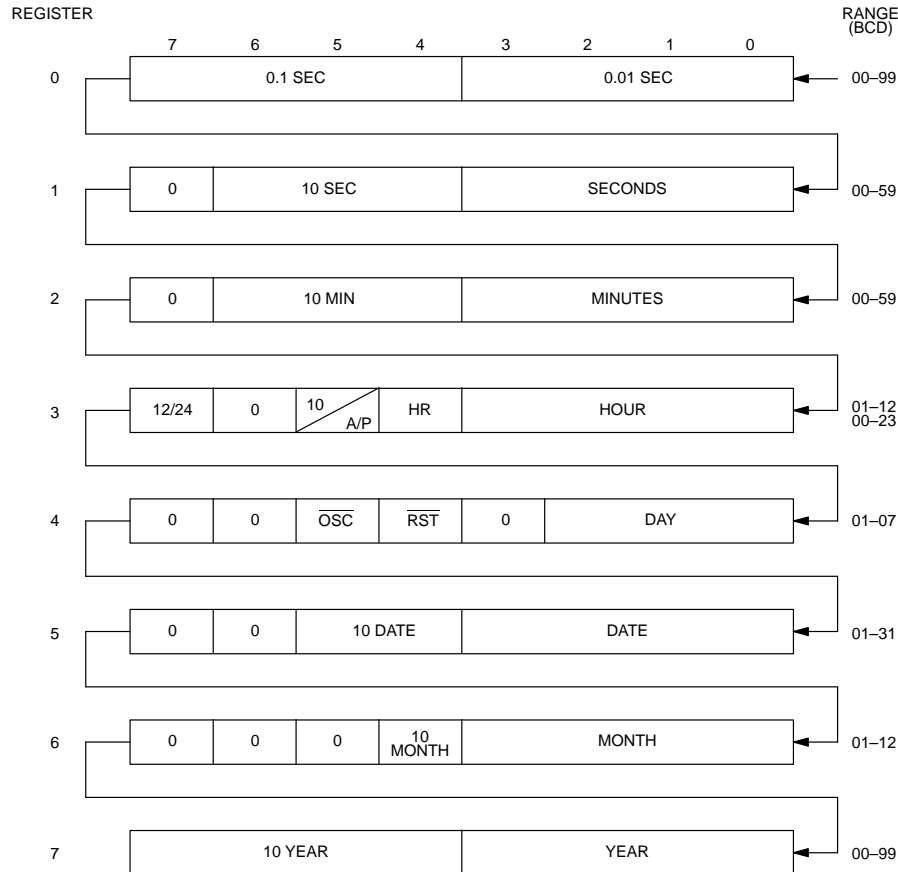 REGISTER RANGE
(BCD)
7 6 5 4 3 2 1 0
0 0.1 SEC 0.01 SEC 00–99
1 0 10 SEC SECONDS 00–59
2 0 10 MIN MINUTES 00–59
3 12/24 0 10 A/P HR HOUR 01–12
00–23
4 0 0 O̅S̅C̅ R̅S̅T̅ 0 DAY 01–07
5 0 0 10 DATE DATE 01–31
6 0 0 0 10
MONTH MONTH 01–12
7 10 YEAR YEAR 00–99